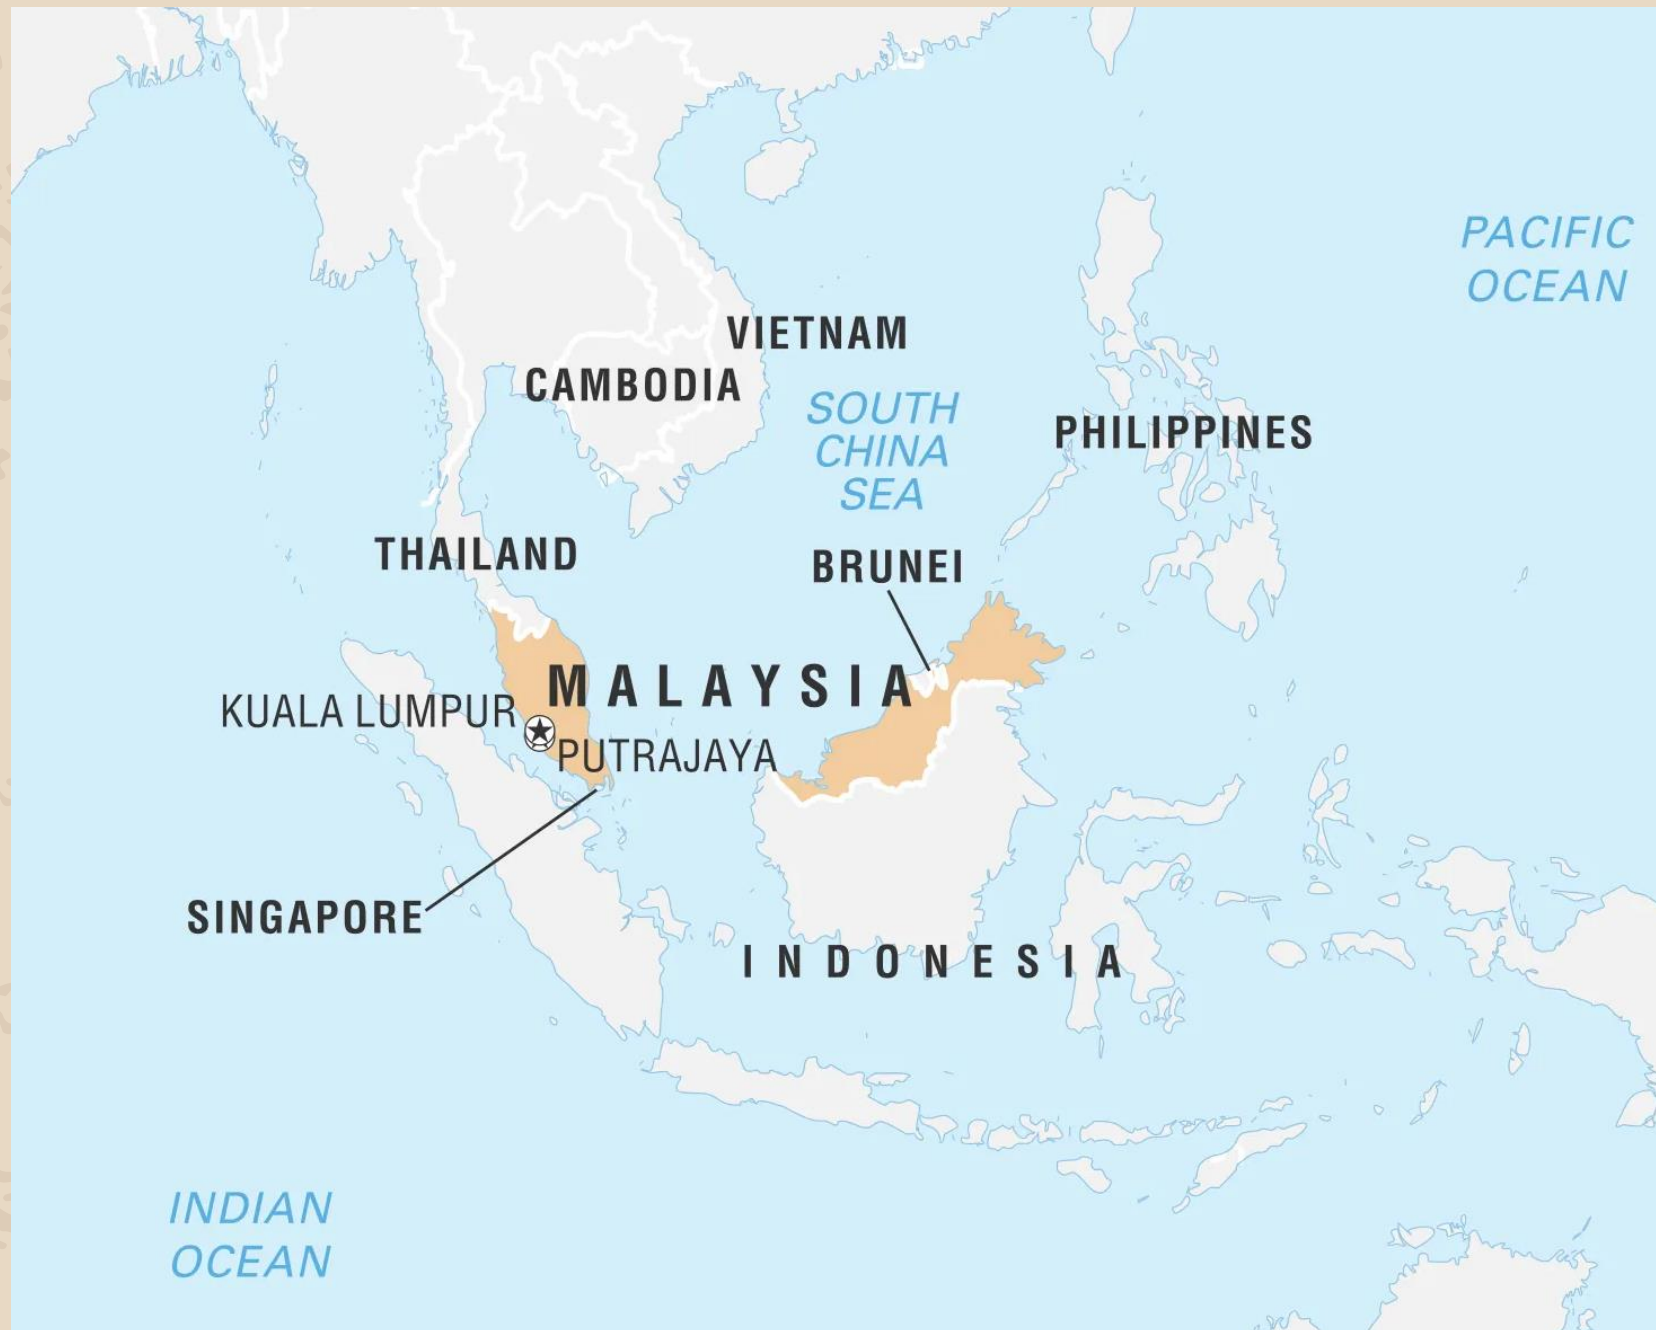 PACIFIC
OCEAN
VIETNAM
CAMBODIA
SOUTH
CHINA
SEA
PHILIPPINES
THAILAND
BRUNEI
MALAYSIA
KUALA LUMPUR
PUTRAJAYA
SINGAPORE
INDONESIA
INDIAN
OCEAN